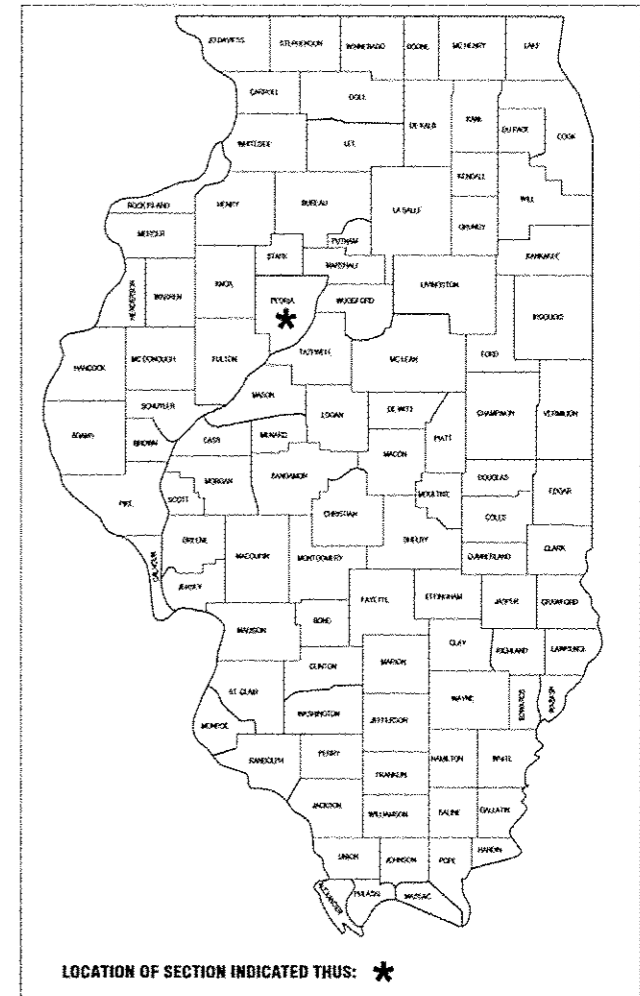 JO DAVIESS STEPHENSON WINNEBAGO BOONE MC HENRY LAKE
CARROLL OGLE DE KALB KANE DU PAGE COOK
WHITESIDE LEE
KENDALL WILL
ROCK ISLAND HENRY BUREAU LA SALLE GRUNDY
MERCER PUTNAM
STARK MARSHALL KANKAKEE
HENDERSON WARREN KNOX PEORIA WOODFORD LIVINGSTON IROQUOIS
HANCOCK MC DONOUGH FULTON TAZEWELL MC LEAN FORD
SCHUYLER MASON
ADAMS BROWN CASS MENARD LOGAN DE WITT PIATT CHAMPAIGN VERMILION
MORGAN SANGAMON MACON
PIKE SCOTT CHRISTIAN MOULTRIE DOUGLAS EDGAR
COLES
GREENE MACOUPIN MONTGOMERY SHELBY CUMBERLAND CLARK
CALHOUN JERSEY
FAYETTE EFFINGHAM JASPER CRAWFORD
MADISON BOND
CLAY RICHLAND LAWRENCE
CLINTON MARION
ST. CLAIR WAYNE EDWARDS WABASH
WASHINGTON JEFFERSON
MONROE
RANDOLPH PERRY HAMILTON WHITE
FRANKLIN
JACKSON WILLIAMSON SALINE GALLATIN
UNION JOHNSON POPE HARDIN
ALEXANDER PULASKI MASSAC
LOCATION OF SECTION INDICATED THUS: *